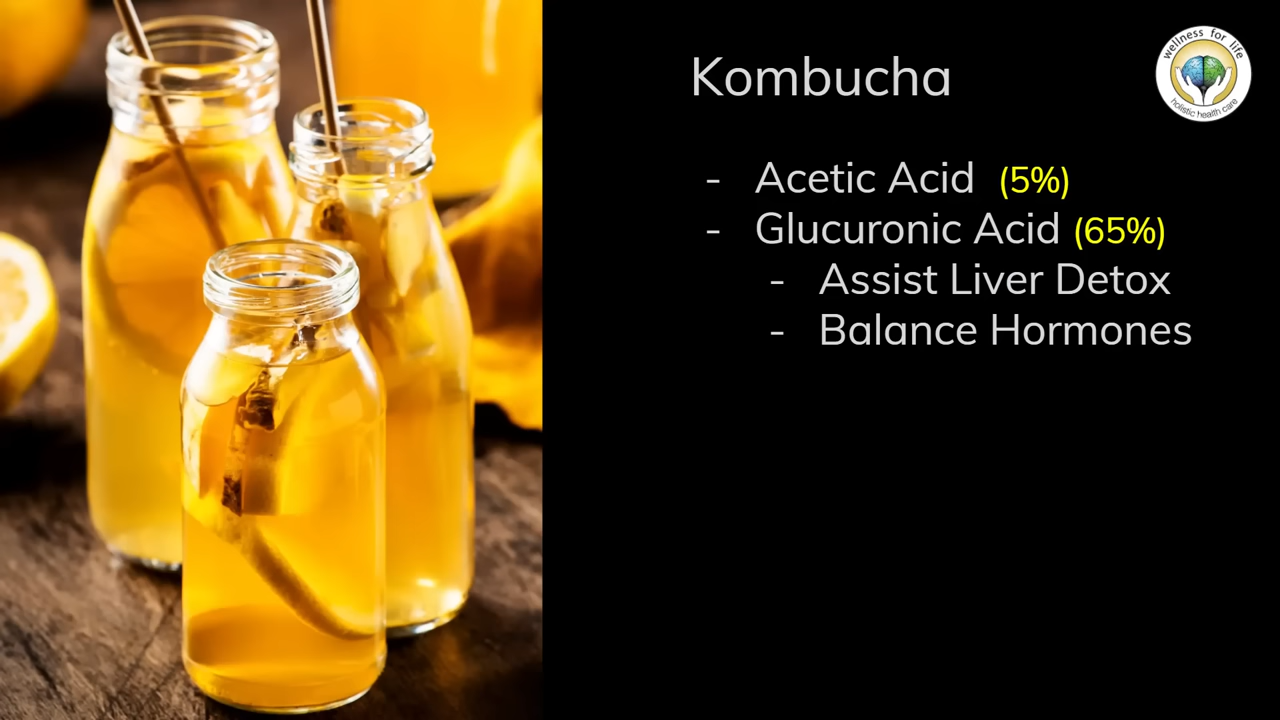 wellness for life
holistic health care
Kombucha
- Acetic Acid (5%)
- Glucuronic Acid (65%)
- Assist Liver Detox
- Balance Hormones